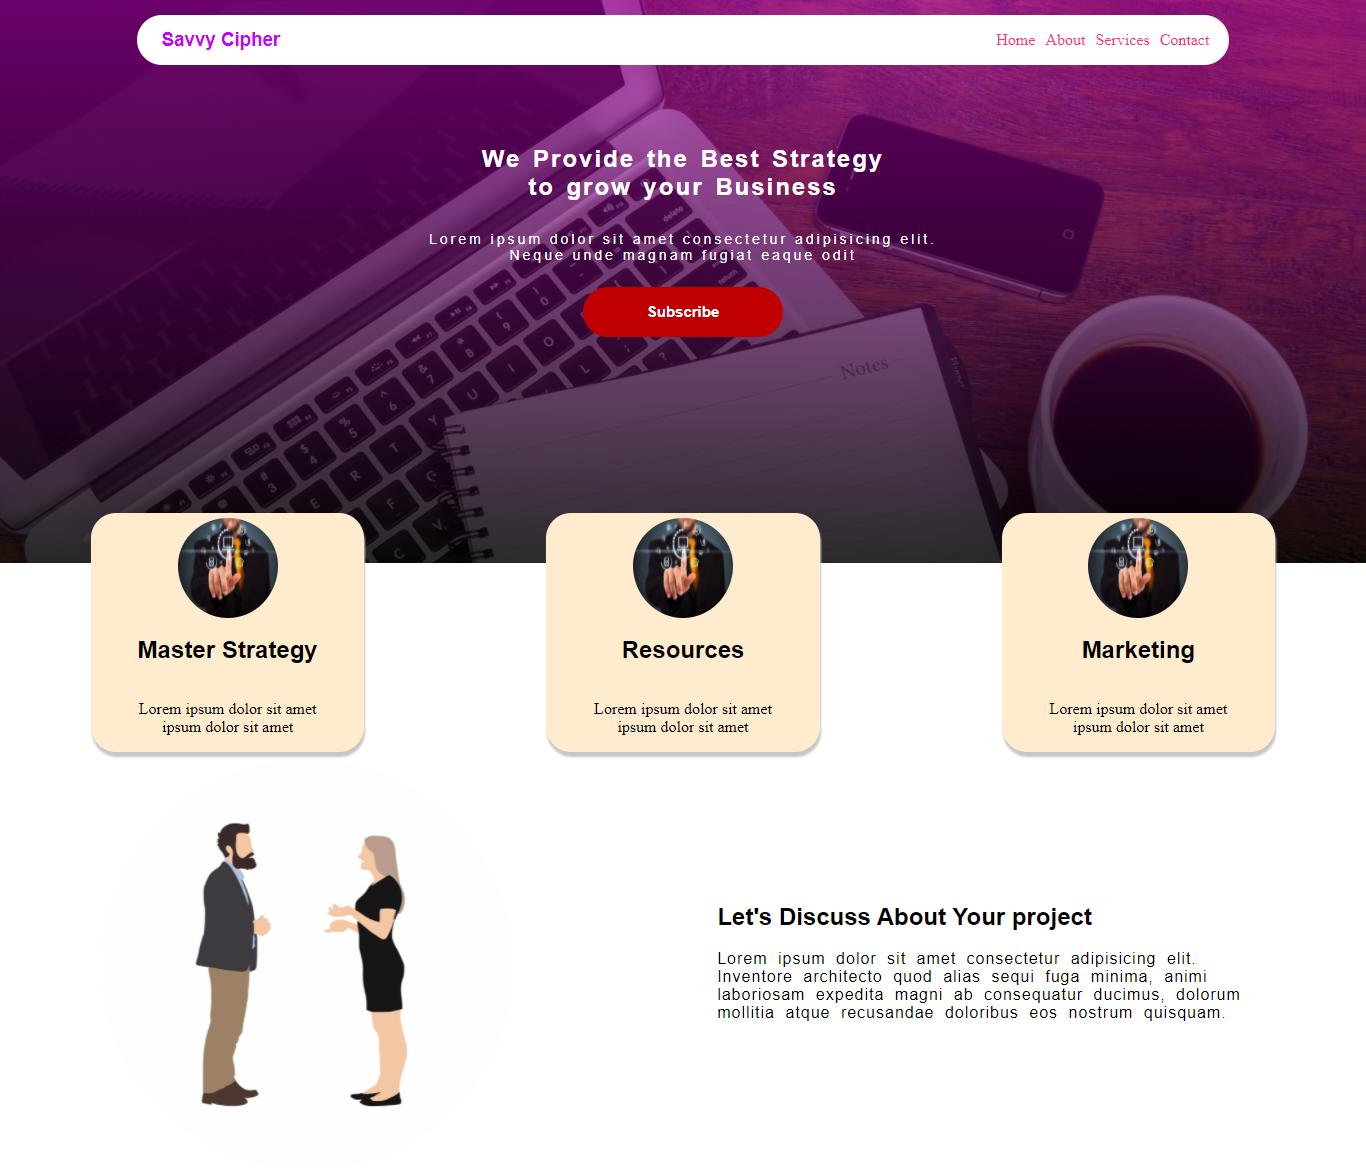 Savvy Cipher
Home About Services Contact
We Provide the Best Strategy
to grow your Business
Lorem ipsum dolor sit amet consectetur adipisicing elit.
Neque unde magnam fugiat eaque odit
Subscribe
Notes
Master Strategy
Lorem ipsum dolor sit amet
ipsum dolor sit amet
Resources
Lorem ipsum dolor sit amet
ipsum dolor sit amet
Marketing
Lorem ipsum dolor sit amet
ipsum dolor sit amet
Let's Discuss About Your project
Lorem ipsum dolor sit amet consectetur adipisicing elit.
Inventore architecto quod alias sequi fuga minima, animi
laboriosam expedita magni ab consequatur ducimus, dolorum
mollitia atque recusandae doloribus eos nostrum quisquam.